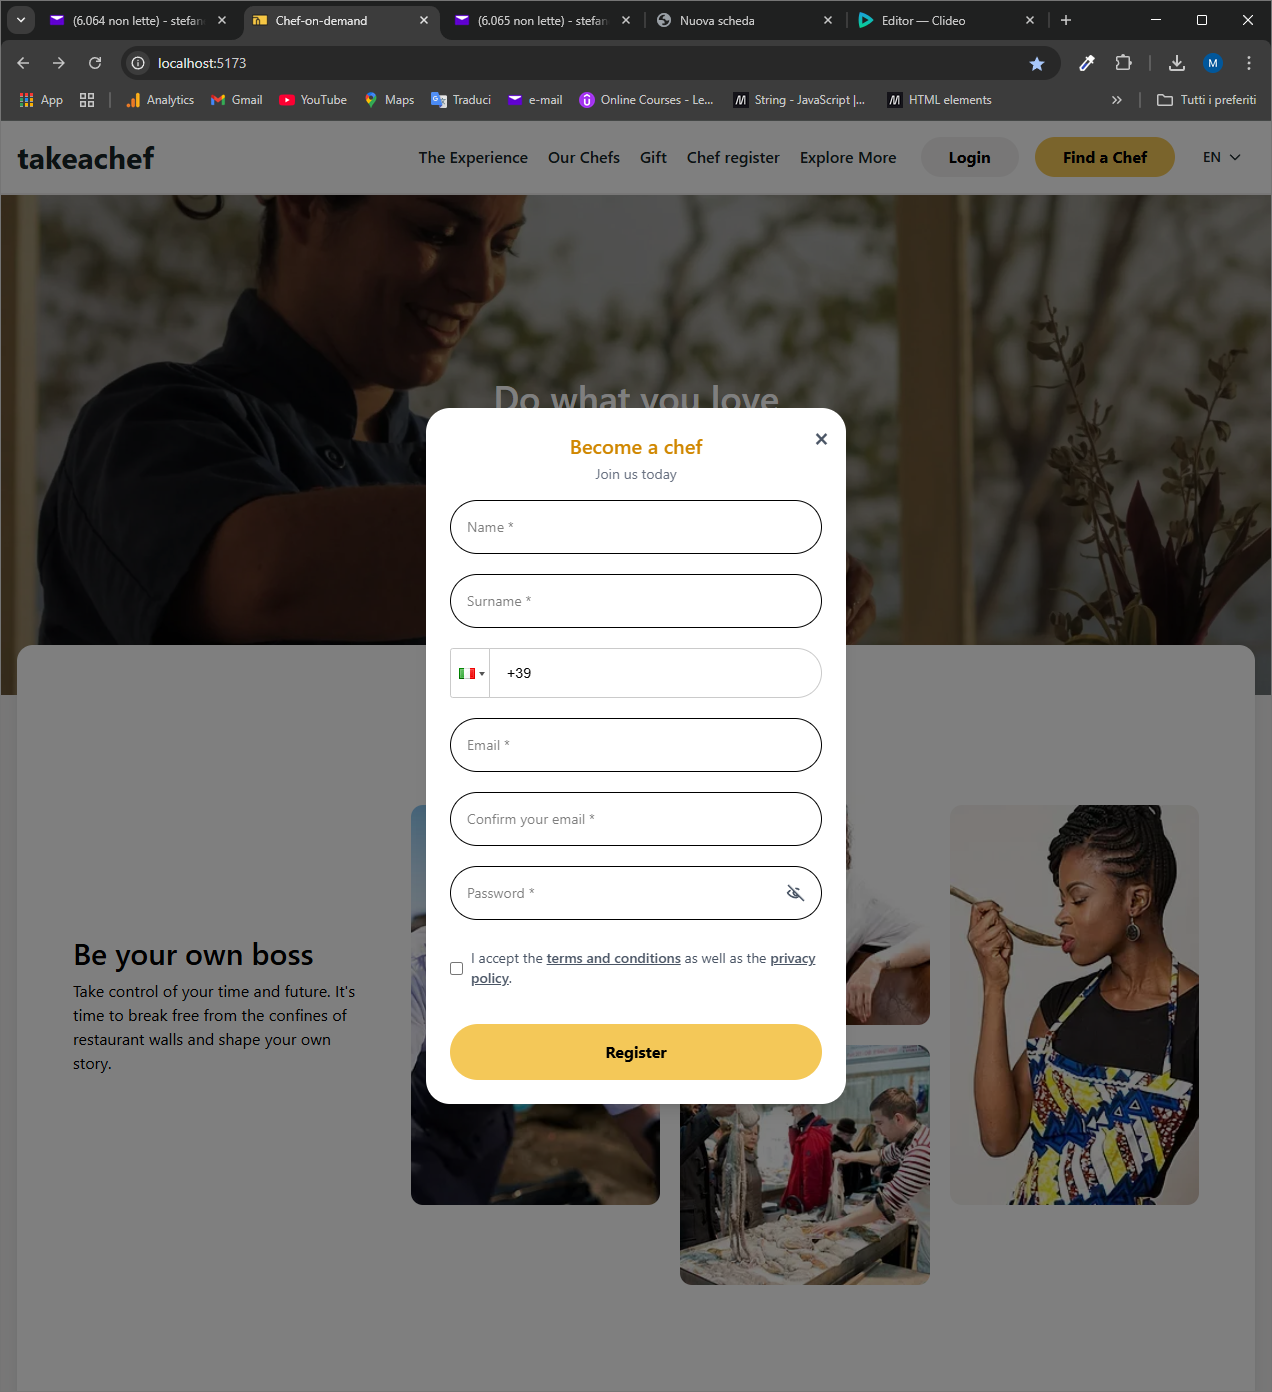 (6.064 non lette) - stefan
Chef-on-demand
(6.065 non lette) - stefan
Nuova scheda
Editor — Clideo
localhost:5173
M
App
Analytics
Gmail
YouTube
Maps
Traduci
e-mail
Online Courses - Le...
String - JavaScript |...
HTML elements
Tutti i preferiti
takeachef
The Experience
Our Chefs
Gift
Chef register
Explore More
Login
Find a Chef
EN
Do what you love
Become a chef
Join us today
Name *
Surname *
+39
Email *
Confirm your email *
Password *
I accept the terms and conditions as well as the privacy
policy.
Register
Be your own boss
Take control of your time and future. It's
time to break free from the confines of
restaurant walls and shape your own
story.